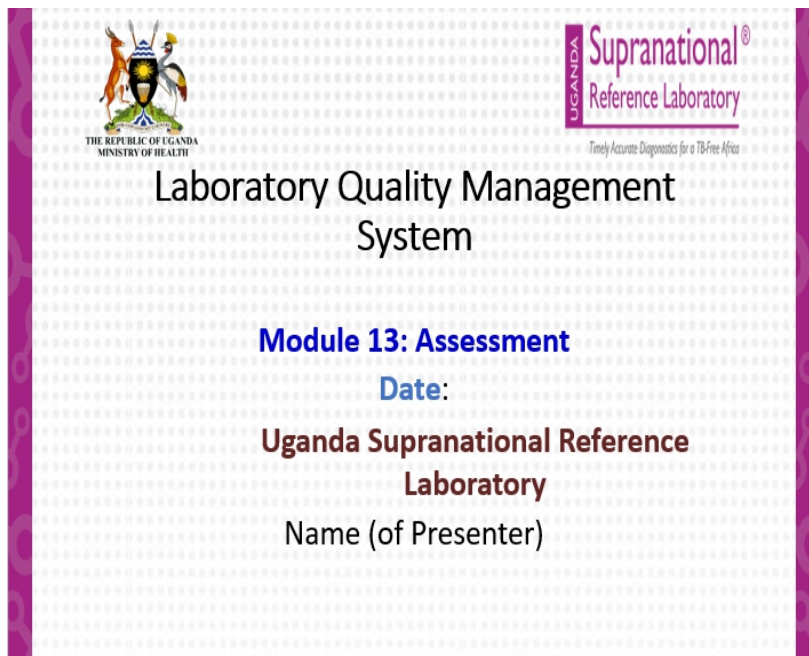 THE REPUBLIC OF UGANDA
MINISTRY OF HEALTH
UGANDA
Supranational®
Reference Laboratory
Timely Accurate Diagonastics for a TB-Free Africa
Laboratory Quality Management
System
Module 13: Assessment
Date:
Uganda Supranational Reference
Laboratory
Name (of Presenter)